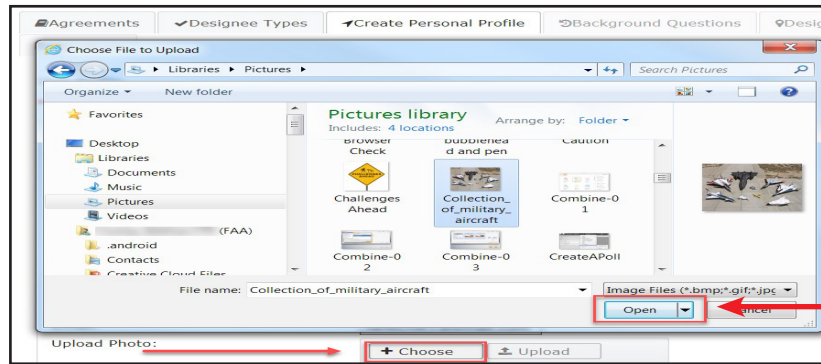 Agreements Designee Types Create Personal Profile Background Questions Desig
Choose File to Upload
Libraries Pictures Search Pictures
Organize New folder
Favorites
Desktop
Libraries
Documents
Music
Pictures
Videos
(FAA)
.android
Contacts
Creative Cloud Files
Pictures library
Includes: 4 locations
Arrange by: Folder
Browser
Check
bubblehea
d and pen
Caution
Challenges
Ahead
Collection_
of_military_
aircraft
Combine-0
1
Combine-0
2
Combine-0
3
CreateAPoll
File name: Collection_of_military_aircraft Image Files (*.bmp;*.gif;*.jpg
Open ancel
Upload Photo:
+ Choose Upload